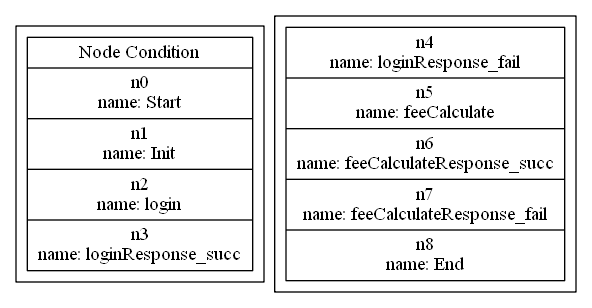 Node Condition
n0
name: Start
n1
name: Init
n2
name: login
n3
name: loginResponse_succ
n4
name: loginResponse_fail
n5
name: feeCalculate
n6
name: feeCalculateResponse_succ
n7
name: feeCalculateResponse_fail
n8
name: End